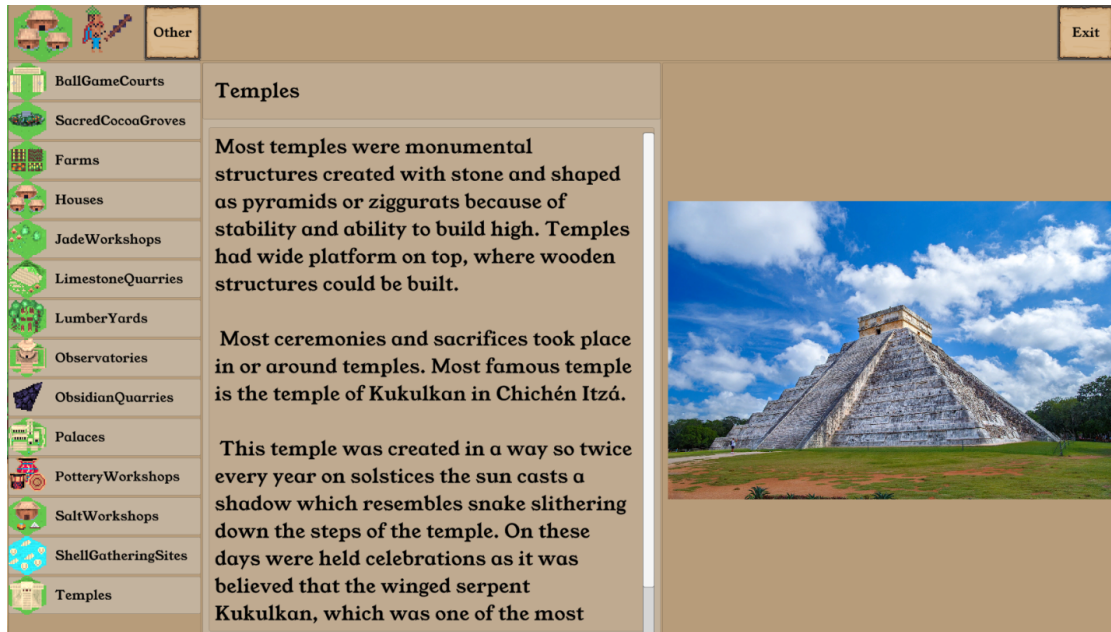 Other
Exit
BallGameCourts
SacredCocoaGroves
Farms
Houses
JadeWorkshops
LimestoneQuarries
LumberYards
Observatories
ObsidianQuarries
Palaces
PotteryWorkshops
SaltWorkshops
ShellGatheringSites
Temples
Temples
Most temples were monumental
structures created with stone and shaped
as pyramids or ziggurats because of
stability and ability to build high. Temples
had wide platform on top, where wooden
structures could be built.
Most ceremonies and sacrifices took place
in or around temples. Most famous temple
is the temple of Kukulkan in Chichén Itzá.
This temple was created in a way so twice
every year on solstices the sun casts a
shadow which resembles snake slithering
down the steps of the temple. On these
days were held celebrations as it was
believed that the winged serpent
Kukulkan, which was one of the most